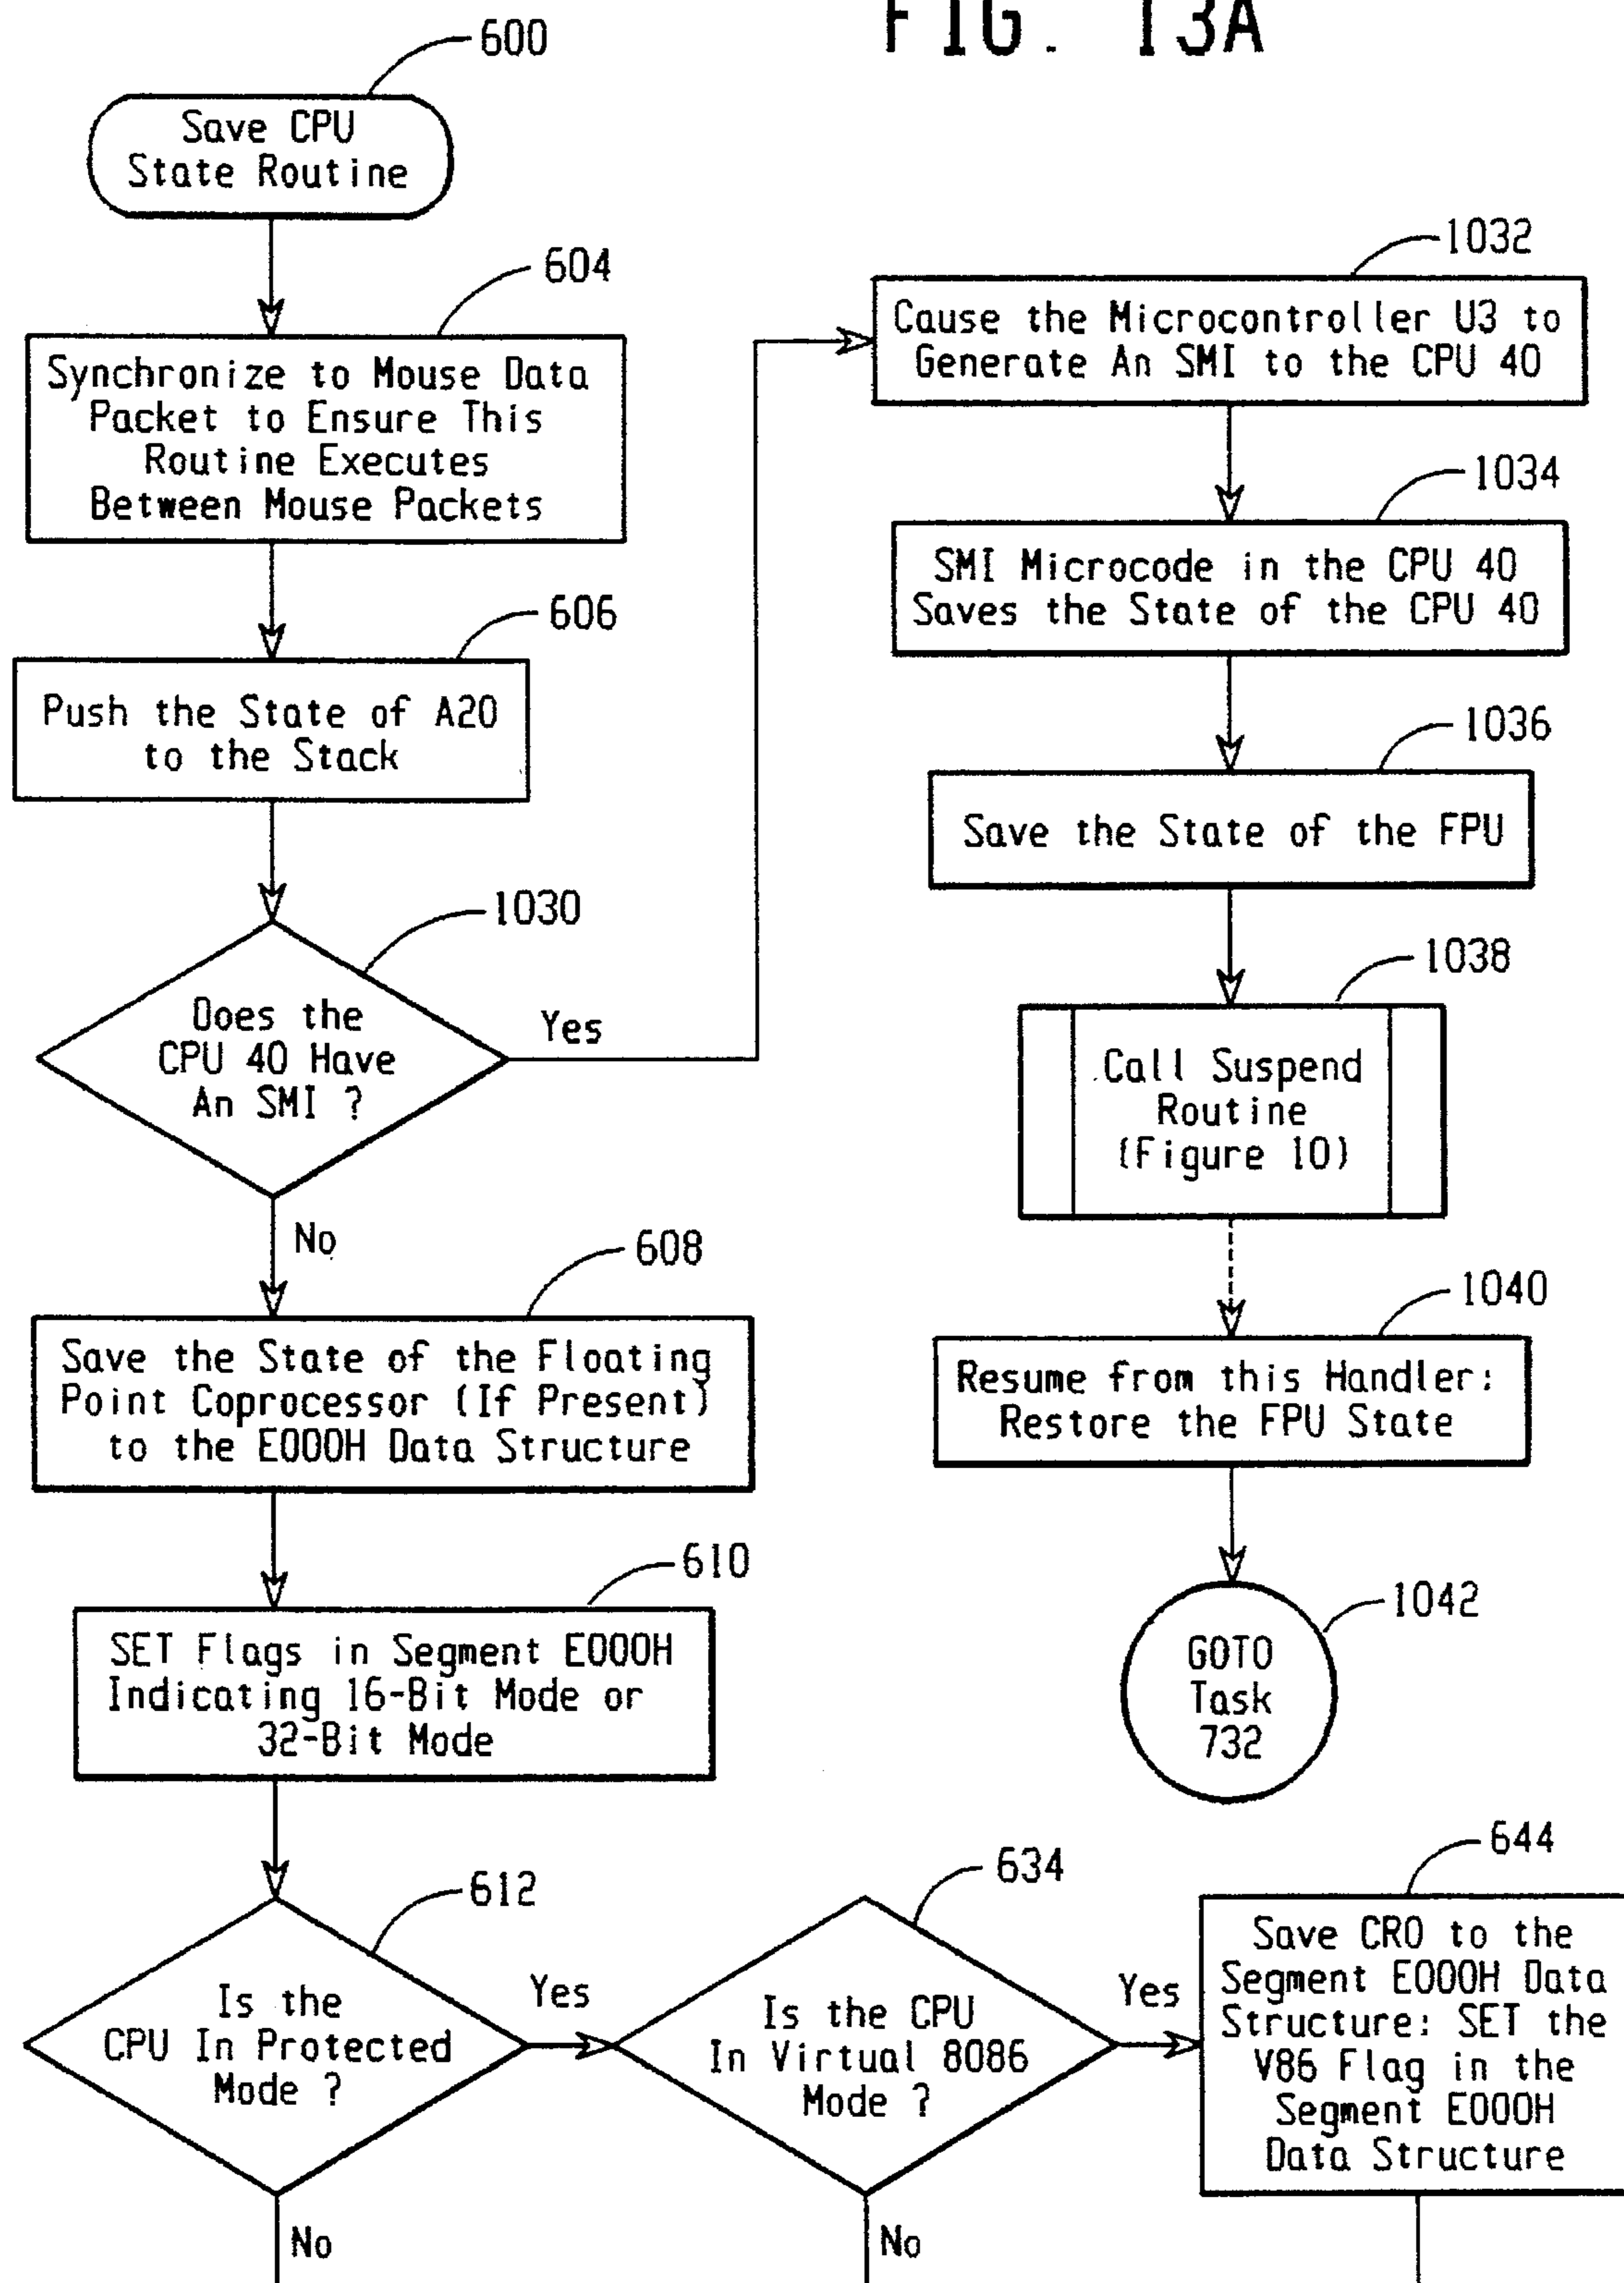 FIG. 13A
600
Save CPU
State Routine
604
Synchronize to Mouse Data
Packet to Ensure This
Routine Executes
Between Mouse Packets
606
Push the State of A20
to the Stack
1030
Does the
CPU 40 Have
An SMI ?
Yes
No
608
Save the State of the Floating
Point Coprocessor (If Present)
to the E000H Data Structure
610
SET Flags in Segment E000H
Indicating 16-Bit Mode or
32-Bit Mode
612
Is the
CPU In Protected
Mode ?
Yes
No
634
Is the CPU
In Virtual 8086
Mode ?
Yes
No
644
Save CR0 to the
Segment E000H Data
Structure: SET the
V86 Flag in the
Segment E000H
Data Structure
1032
Cause the Microcontroller U3 to
Generate An SMI to the CPU 40
1034
SMI Microcode in the CPU 40
Saves the State of the CPU 40
1036
Save the State of the FPU
1038
Call Suspend
Routine
(Figure 10)
1040
Resume from this Handler:
Restore the FPU State
1042
GOTO
Task
732